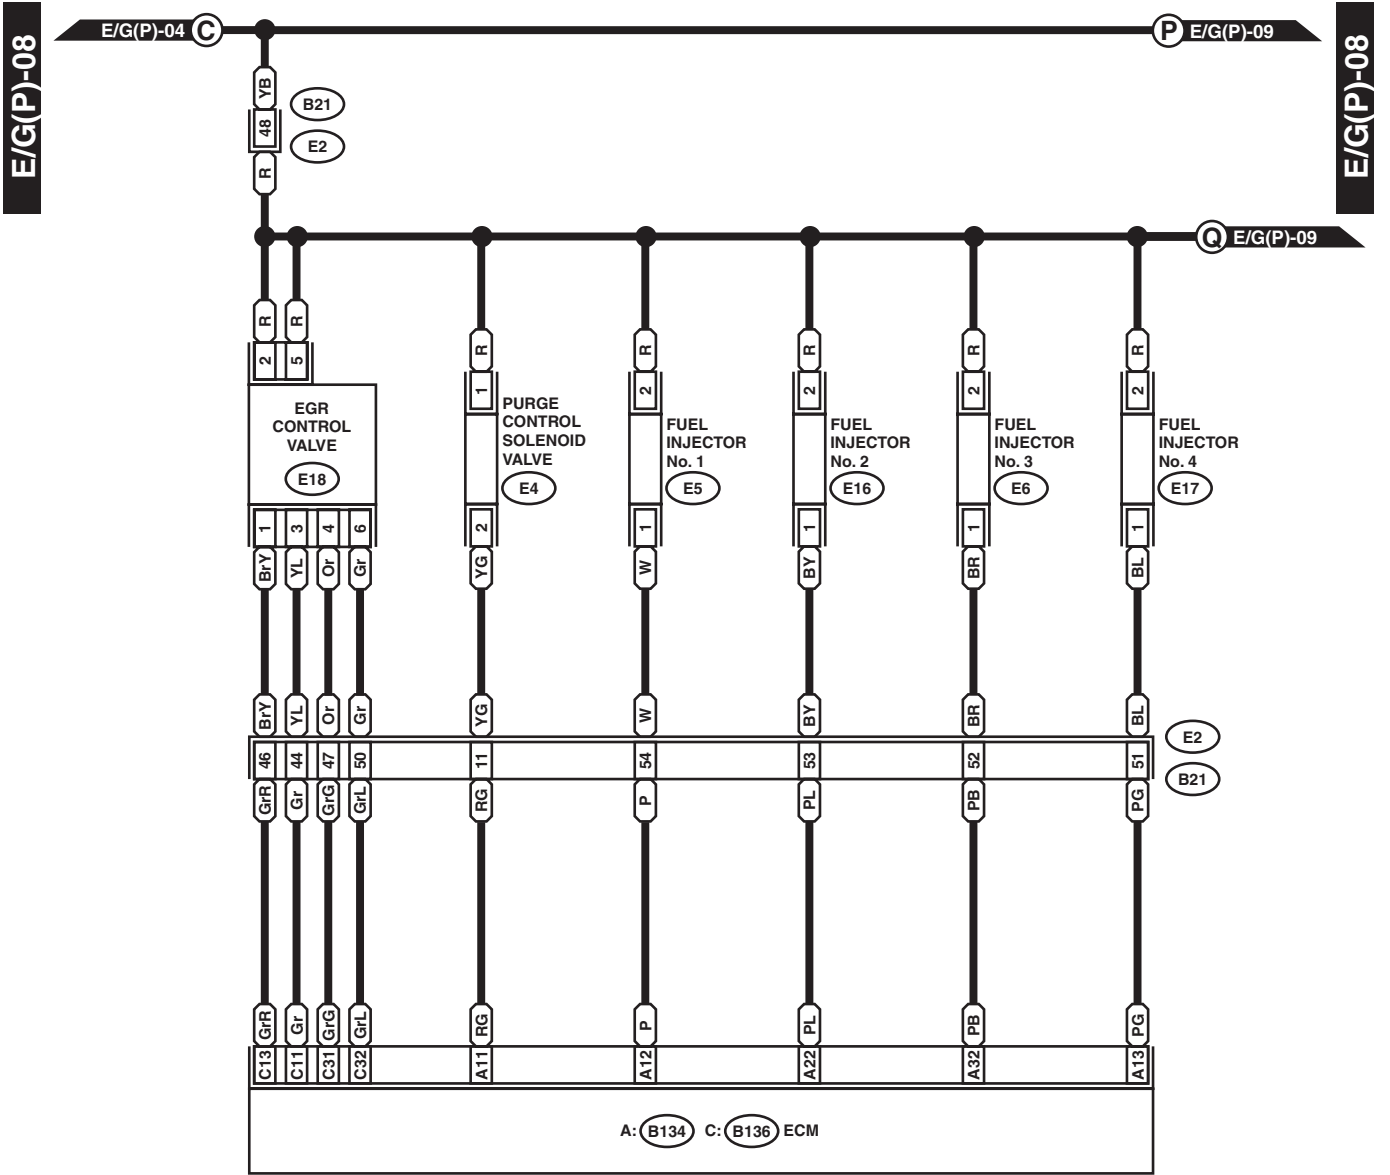 E/G(P)-08
E/G(P)-04 C
P E/G(P)-09
E/G(P)-08
YB
B21
48
E2
R
Q E/G(P)-09
R R
2 5
R R R R R
1 2 2 2 2
EGR
CONTROL
VALVE
E18
PURGE
CONTROL
SOLENOID
VALVE
E4
FUEL
INJECTOR
No. 1
E5
FUEL
INJECTOR
No. 2
E16
FUEL
INJECTOR
No. 3
E6
FUEL
INJECTOR
No. 4
E17
1 3 4 6 2 1 1 1 1
BrY YL Or Gr YG W BY BR BL
BrY YL Or Gr YG W BY BR BL
E2
46 44 47 50 11 54 53 52 51
B21
GrR Gr GrG GrL RG P PL PB PG
GrR Gr GrG GrL RG P PL PB PG
C13 C11 C31 C32 A11 A12 A22 A32 A13
A: B134 C: B136 ECM